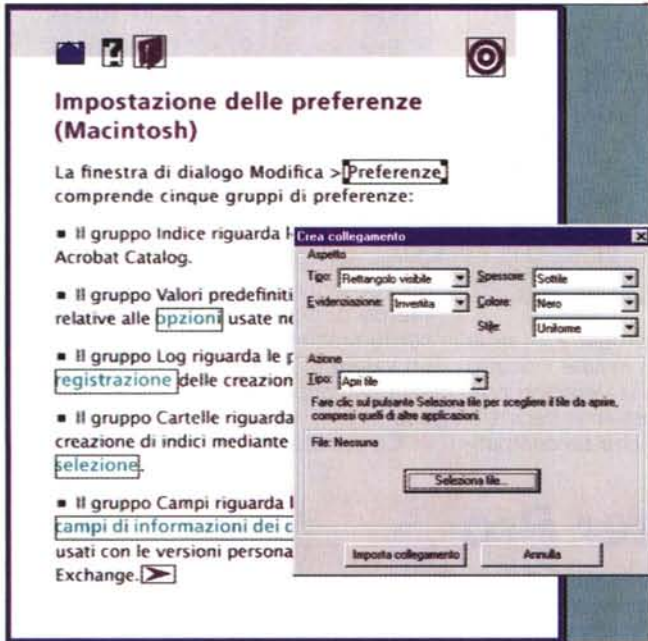 Impostazione delle preferenze
(Macintosh)
La finestra di dialogo Modifica > Preferenze
comprende cinque gruppi di preferenze:
■ Il gruppo Indice riguarda l
Acrobat Catalog.
■ Il gruppo Valori predefiniti
relative alle opzioni usate ne
■ Il gruppo Log riguarda le p
registrazione delle creazion
■ Il gruppo Cartelle riguarda
creazione di indici mediante
selezione.
■ Il gruppo Campi riguarda l
campi di informazioni dei c
usati con le versioni persona
Exchange.
Crea collegamento
Aspetto
Tipo: Rettangolo visibile Spessore: Sottile
Evidenziazione: Invertita Colore: Nero
Stile: Uniforme
Azione
Tipo: Apri file
Fare clic sul pulsante Seleziona file per scegliere il file da aprire,
compresi quelli di altre applicazioni.
File: Nessuna
Seleziona file...
Imposta collegamento Annulla